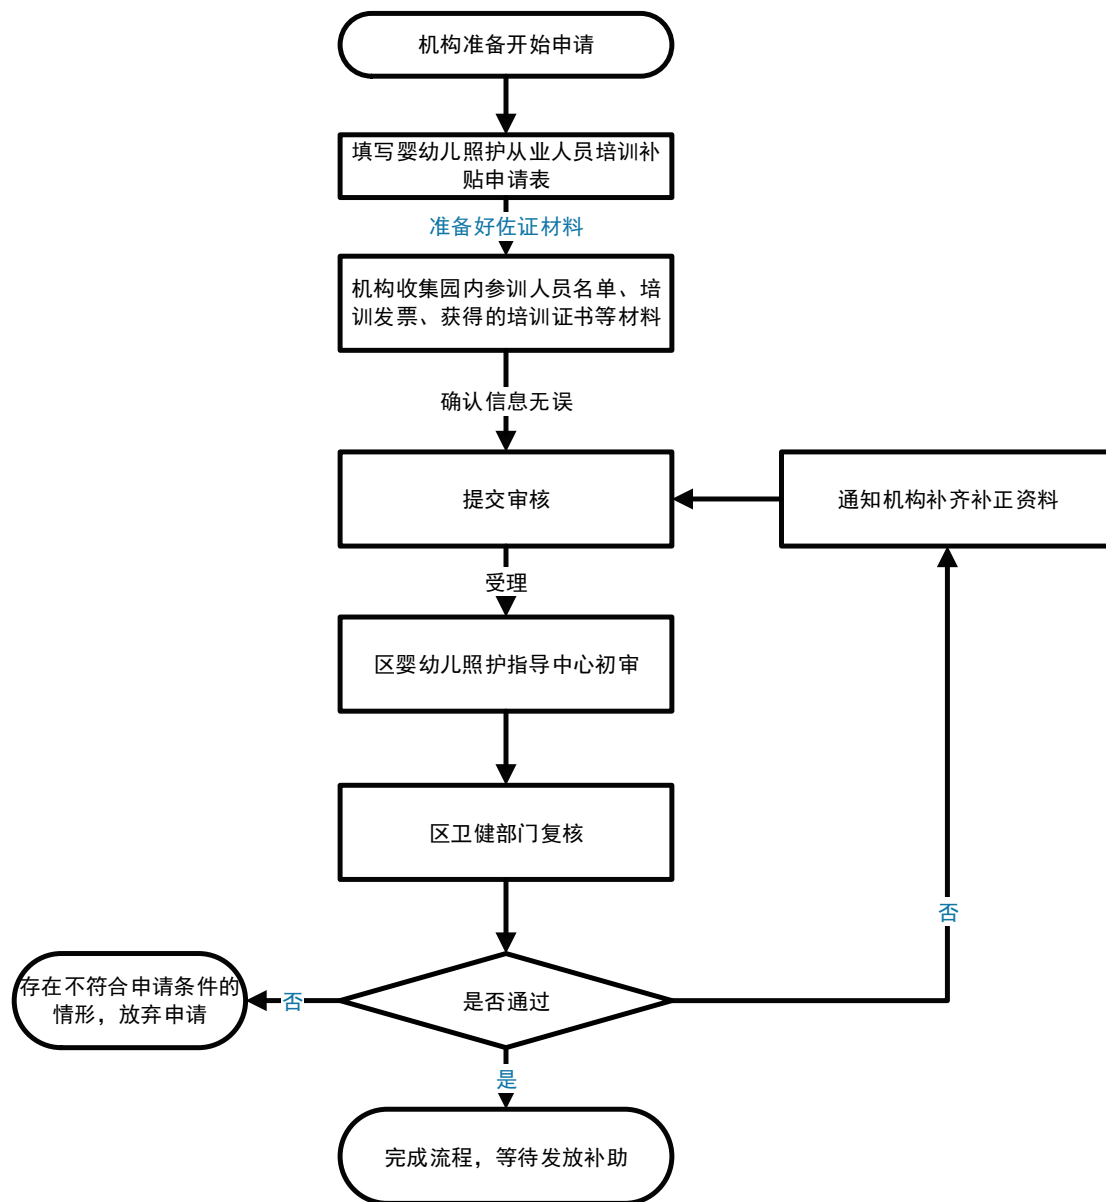 机构准备开始申请
填写婴幼儿照护从业人员培训补
贴申请表
准备好佐证材料
机构收集园内参训人员名单、培
训发票、获得的培训证书等材料
确认信息无误
提交审核
通知机构补齐补正资料
受理
区婴幼儿照护指导中心初审
区卫健部门复核
否
存在不符合申请条件的
情形，放弃申请
否
是否通过
是
完成流程，等待发放补助